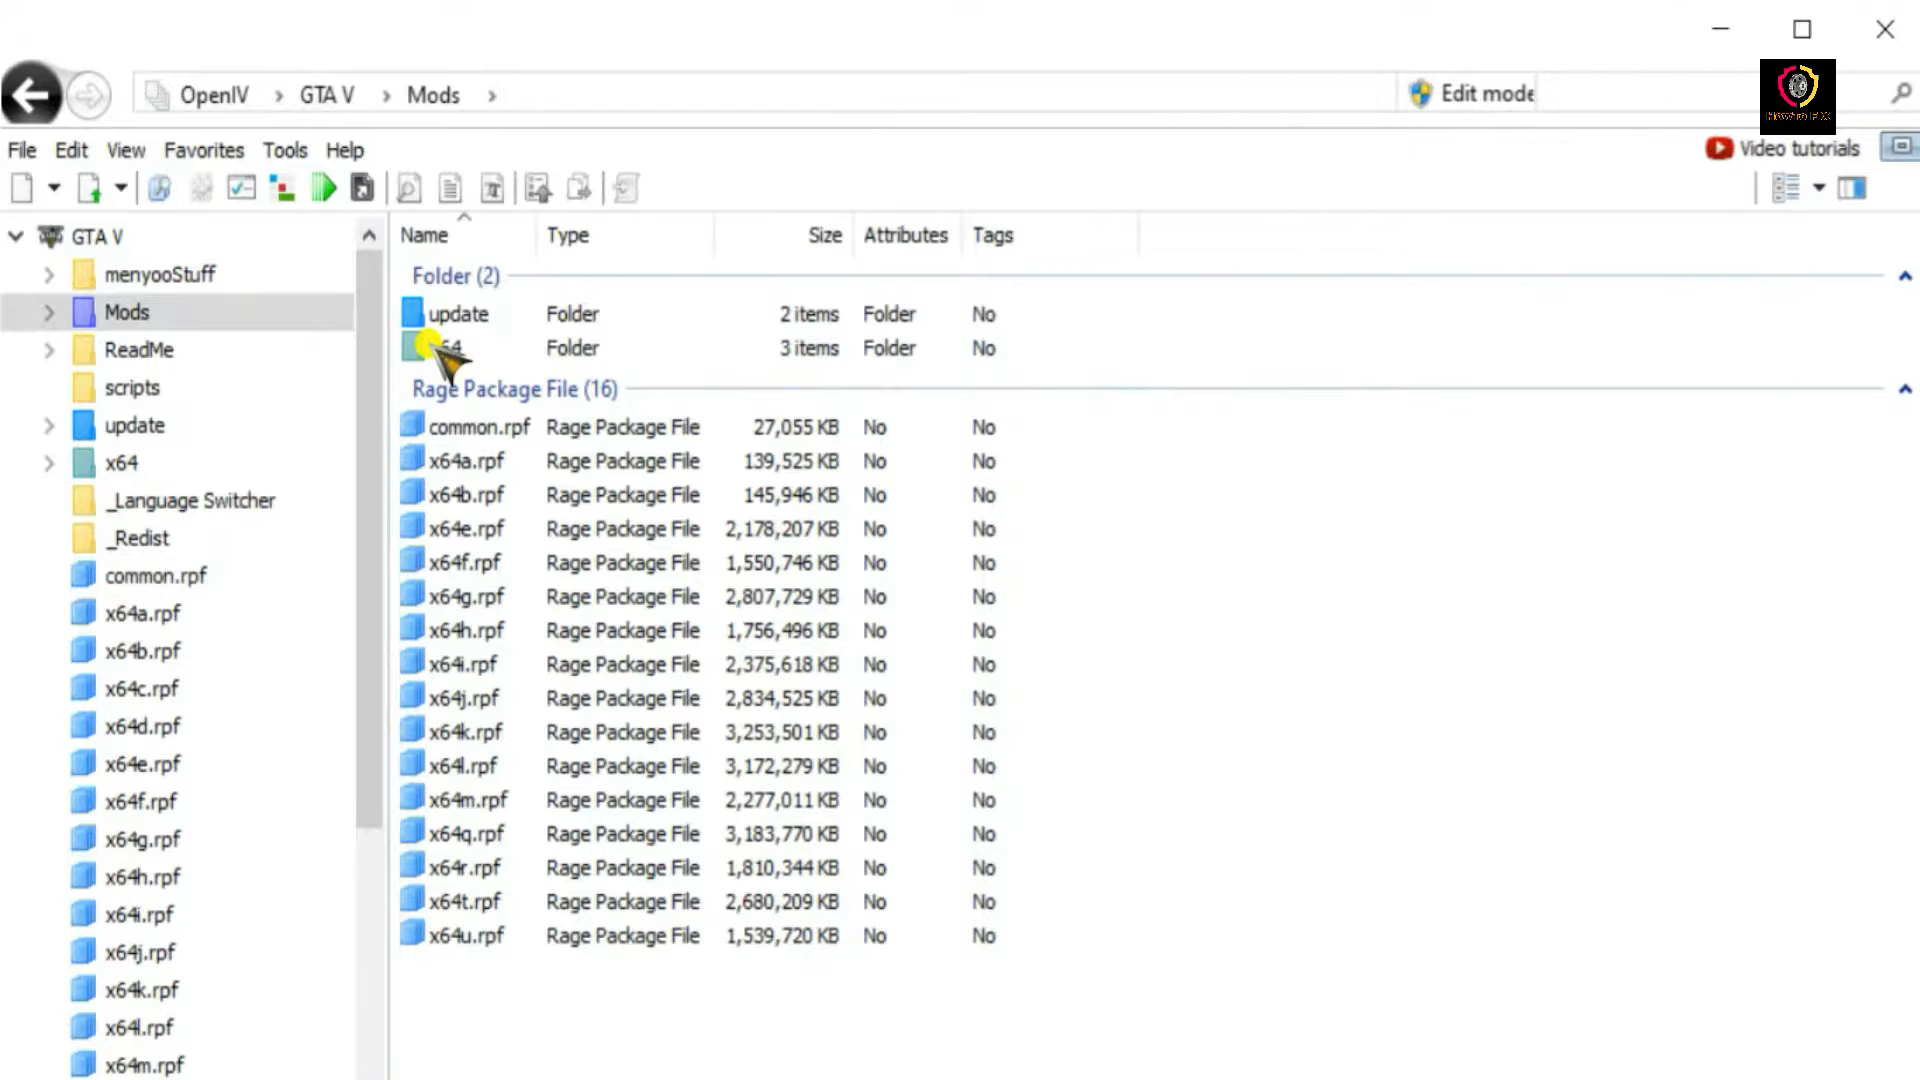 OpenIV › GTA V › Mods ›
Edit mode
File Edit View Favorites Tools Help
Video tutorials
GTA V
menyooStuff
Mods
ReadMe
scripts
update
x64
_Language Switcher
_Redist
common.rpf
x64a.rpf
x64b.rpf
x64c.rpf
x64d.rpf
x64e.rpf
x64f.rpf
x64g.rpf
x64h.rpf
x64i.rpf
x64j.rpf
x64k.rpf
x64l.rpf
x64m.rpf
Name Type Size Attributes Tags
Folder (2)
update Folder 2 items Folder No
64 Folder 3 items Folder No
Rage Package File (16)
common.rpf Rage Package File 27,055 KB No No
x64a.rpf Rage Package File 139,525 KB No No
x64b.rpf Rage Package File 145,946 KB No No
x64e.rpf Rage Package File 2,178,207 KB No No
x64f.rpf Rage Package File 1,550,746 KB No No
x64g.rpf Rage Package File 2,807,729 KB No No
x64h.rpf Rage Package File 1,756,496 KB No No
x64i.rpf Rage Package File 2,375,618 KB No No
x64j.rpf Rage Package File 2,834,525 KB No No
x64k.rpf Rage Package File 3,253,501 KB No No
x64l.rpf Rage Package File 3,172,279 KB No No
x64m.rpf Rage Package File 2,277,011 KB No No
x64q.rpf Rage Package File 3,183,770 KB No No
x64r.rpf Rage Package File 1,810,344 KB No No
x64t.rpf Rage Package File 2,680,209 KB No No
x64u.rpf Rage Package File 1,539,720 KB No No